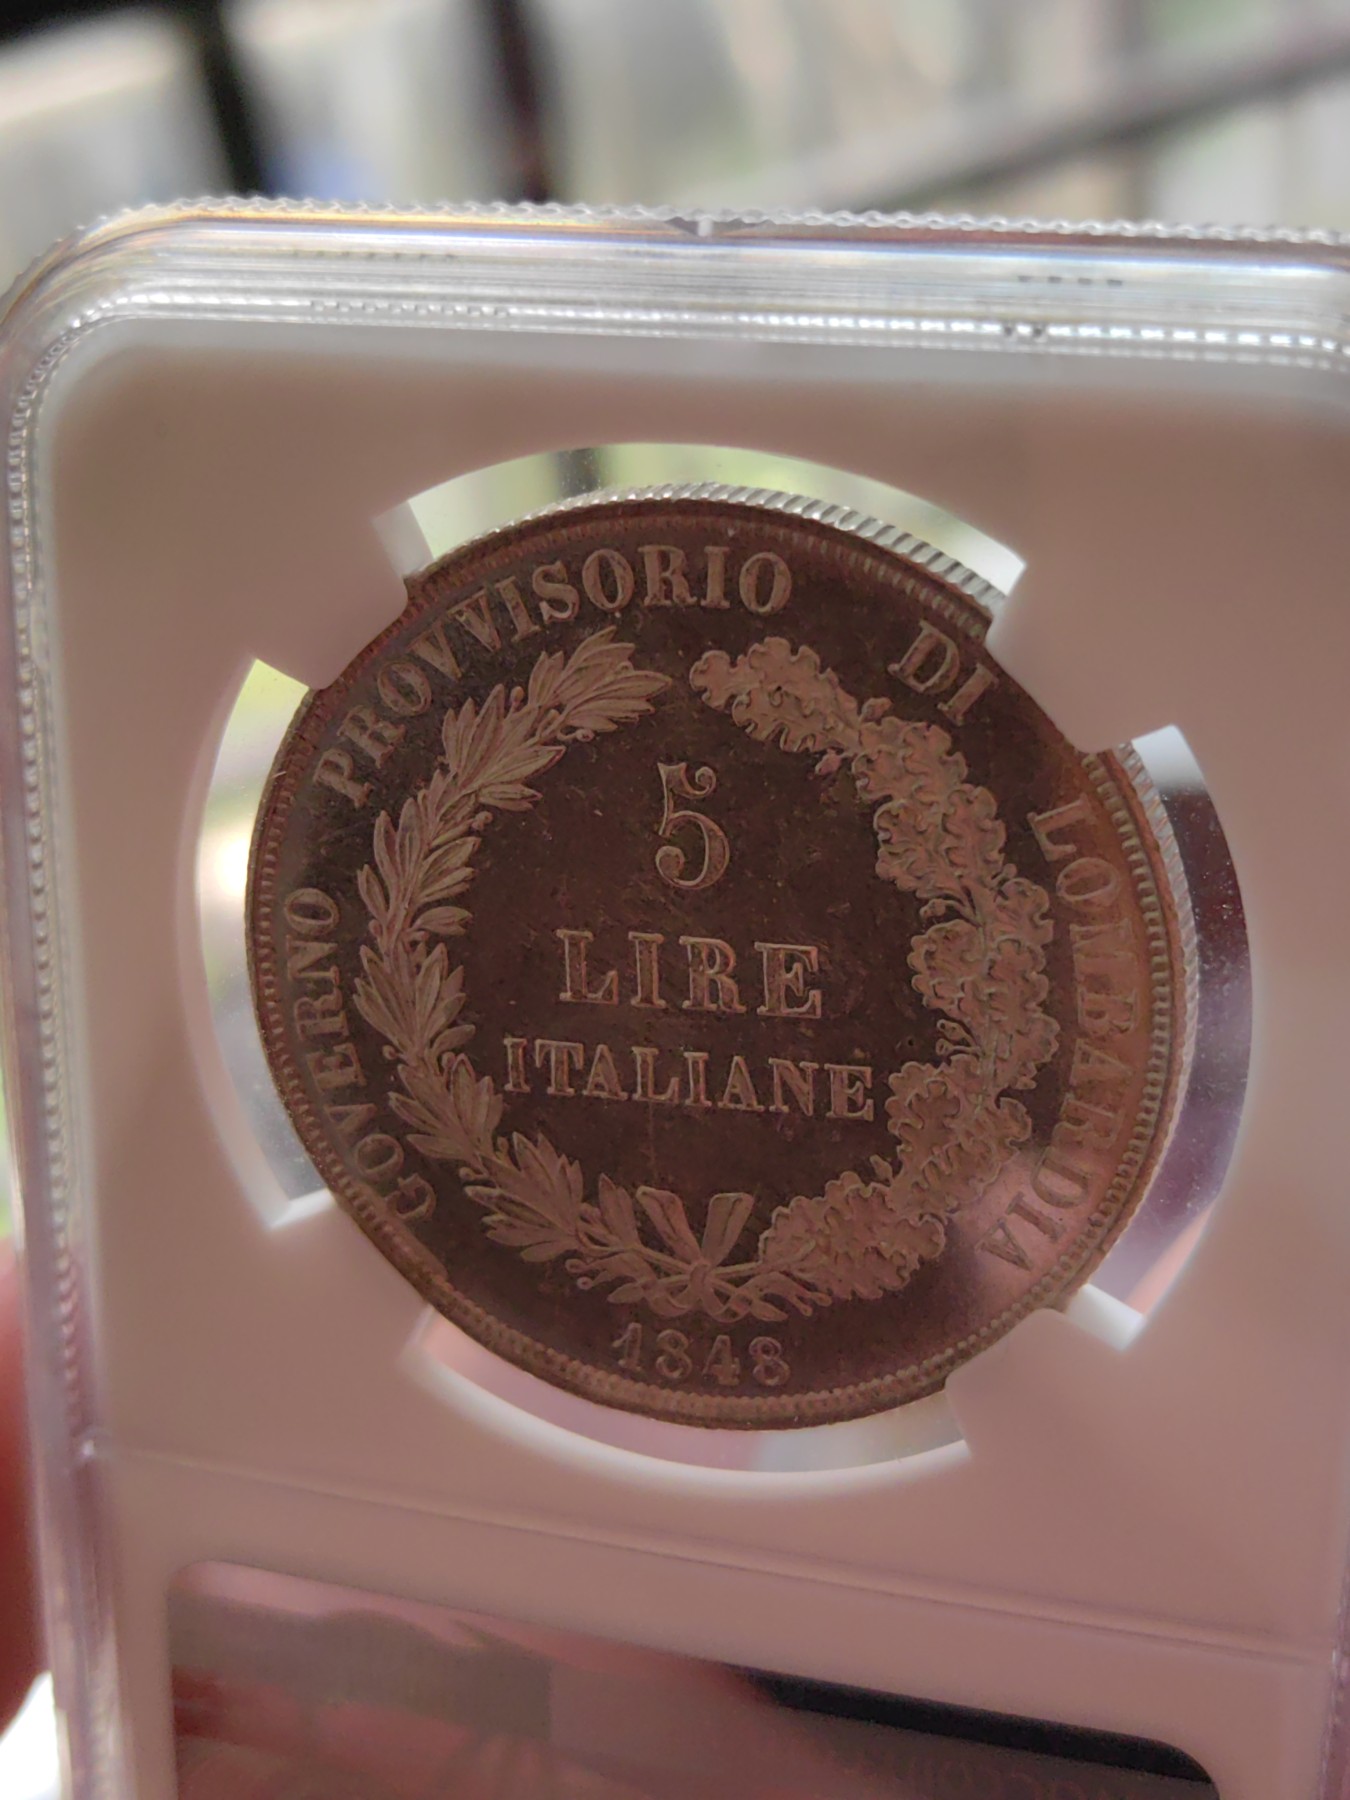 GOVERNO PROVVISORIO DI LOMBARDIA
5
LIRE
ITALIANE
1848